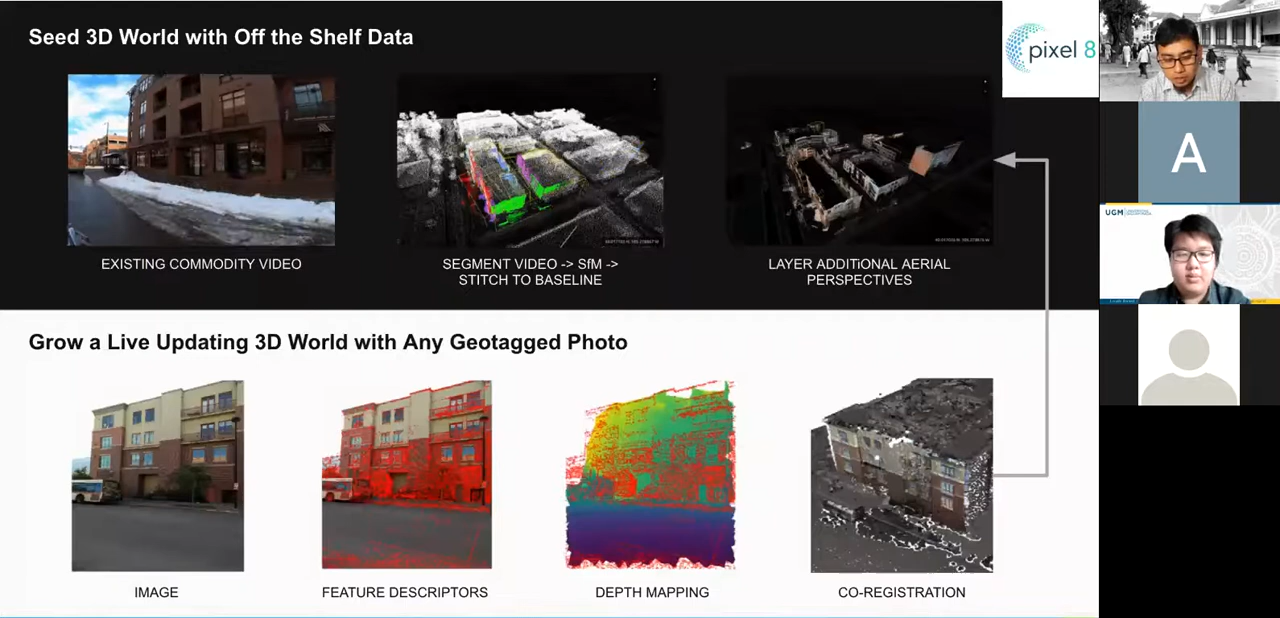 Seed 3D World with Off the Shelf Data
pixel 8
EXISTING COMMODITY VIDEO
SEGMENT VIDEO -> SfM ->
STITCH TO BASELINE
LAYER ADDITiONAL AERIAL
PERSPECTIVES
Grow a Live Updating 3D World with Any Geotagged Photo
IMAGE
FEATURE DESCRIPTORS
DEPTH MAPPING
CO-REGISTRATION
A
UGM